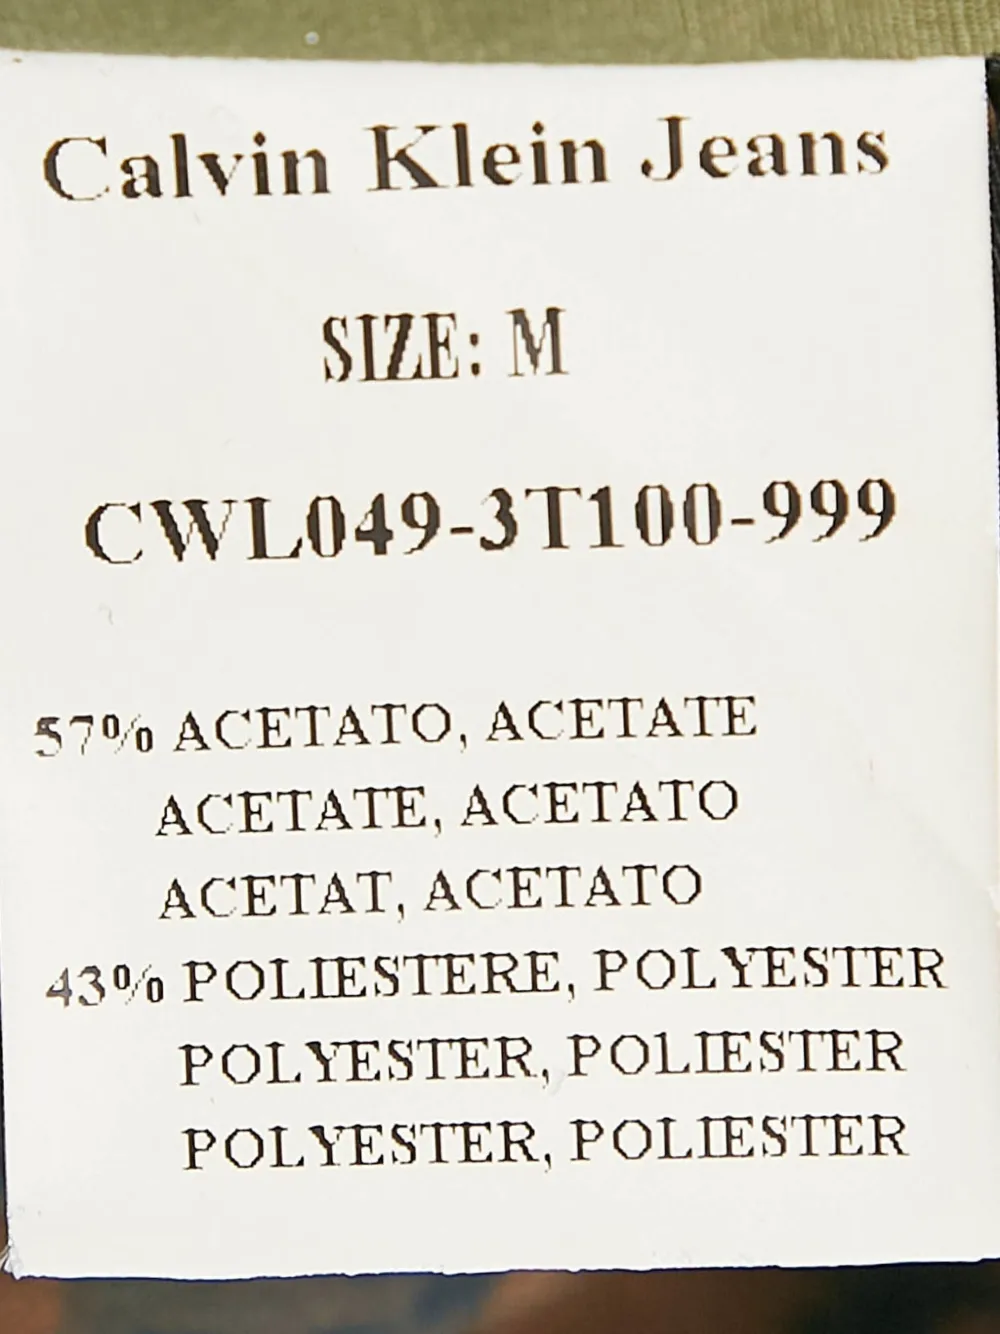 Calvin Klein Jeans
SIZE: M
CWL049-3T100-999
57% ACETATO, ACETATE
ACETATE, ACETATO
ACETAT, ACETATO
43% POLIESTERE, POLYESTER
POLYESTER, POLIESTER
POLYESTER, POLIESTER